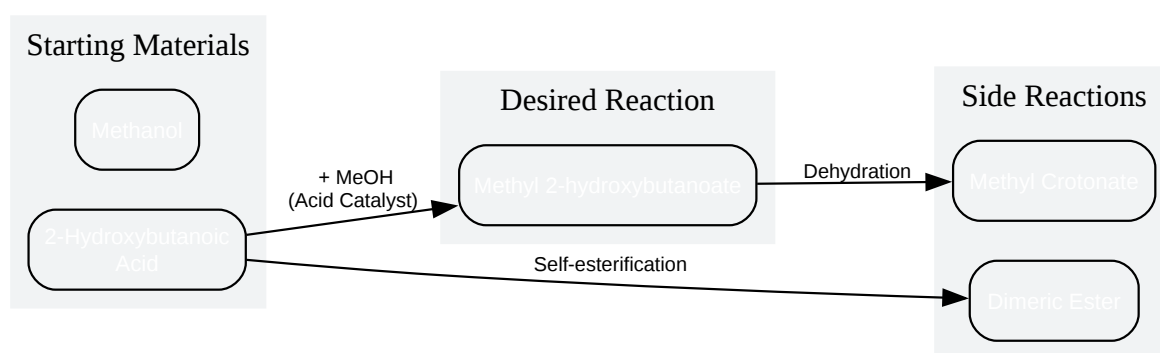 Starting Materials
Methanol
2-Hydroxybutanoic
Acid
+ MeOH
(Acid Catalyst)
Desired Reaction
Methyl 2-hydroxybutanoate
Self-esterification
Dehydration
Side Reactions
Methyl Crotonate
Dimeric Ester